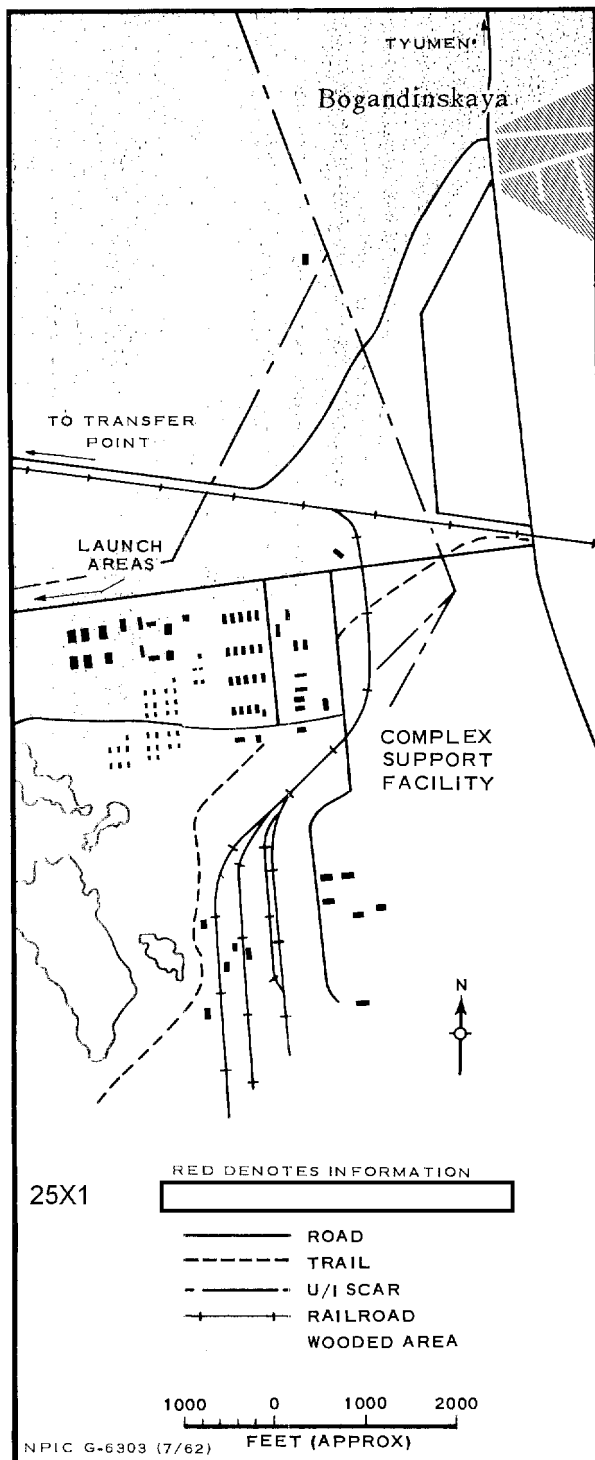 TYUMEN
Bogandinskaya
TO TRANSFER
POINT
LAUNCH
AREAS
COMPLEX
SUPPORT
FACILITY
N
RED DENOTES INFORMATION
25X1
ROAD
TRAIL
U/I SCAR
RAILROAD
WOODED AREA
1000 0 1000 2000
FEET (APPROX)
NPIC G-6303 (7/62)